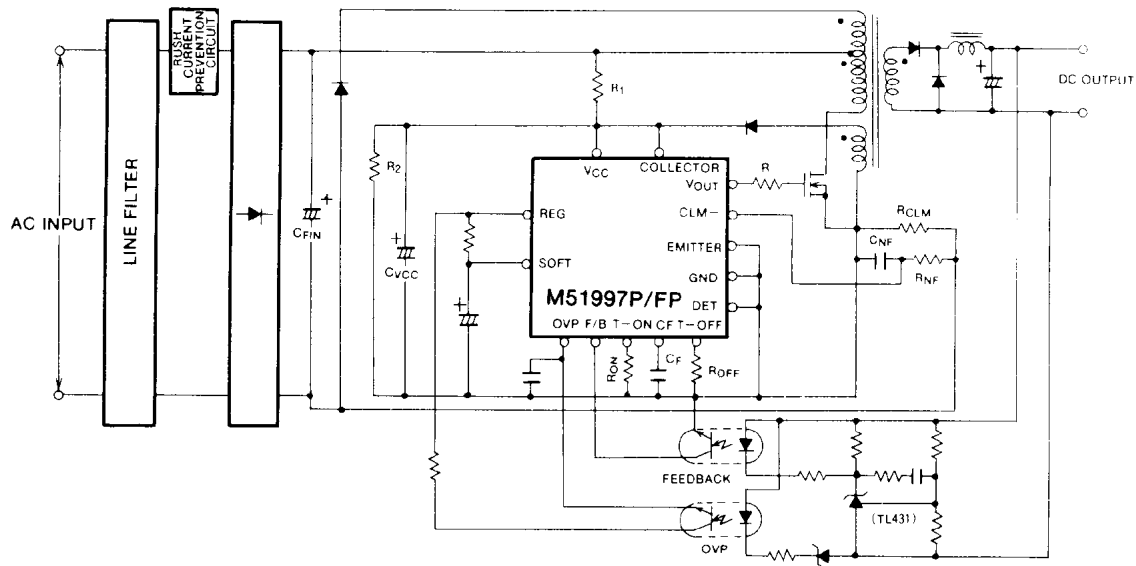 RUSH
CURRENT
PREVENTION
CIRCUIT
AC INPUT
LINE FILTER
CFIN
R1
R2
CVCC
VCC
COLLECTOR
VOUT
R
REG
CLM−
SOFT
EMITTER
GND
M51997P/FP
DET
OVP F/B T−ON CF T−OFF
RCLM
CNF
RNF
DC OUTPUT
RON
CF
ROFF
FEEDBACK
(TL431)
OVP
+
+
+
+